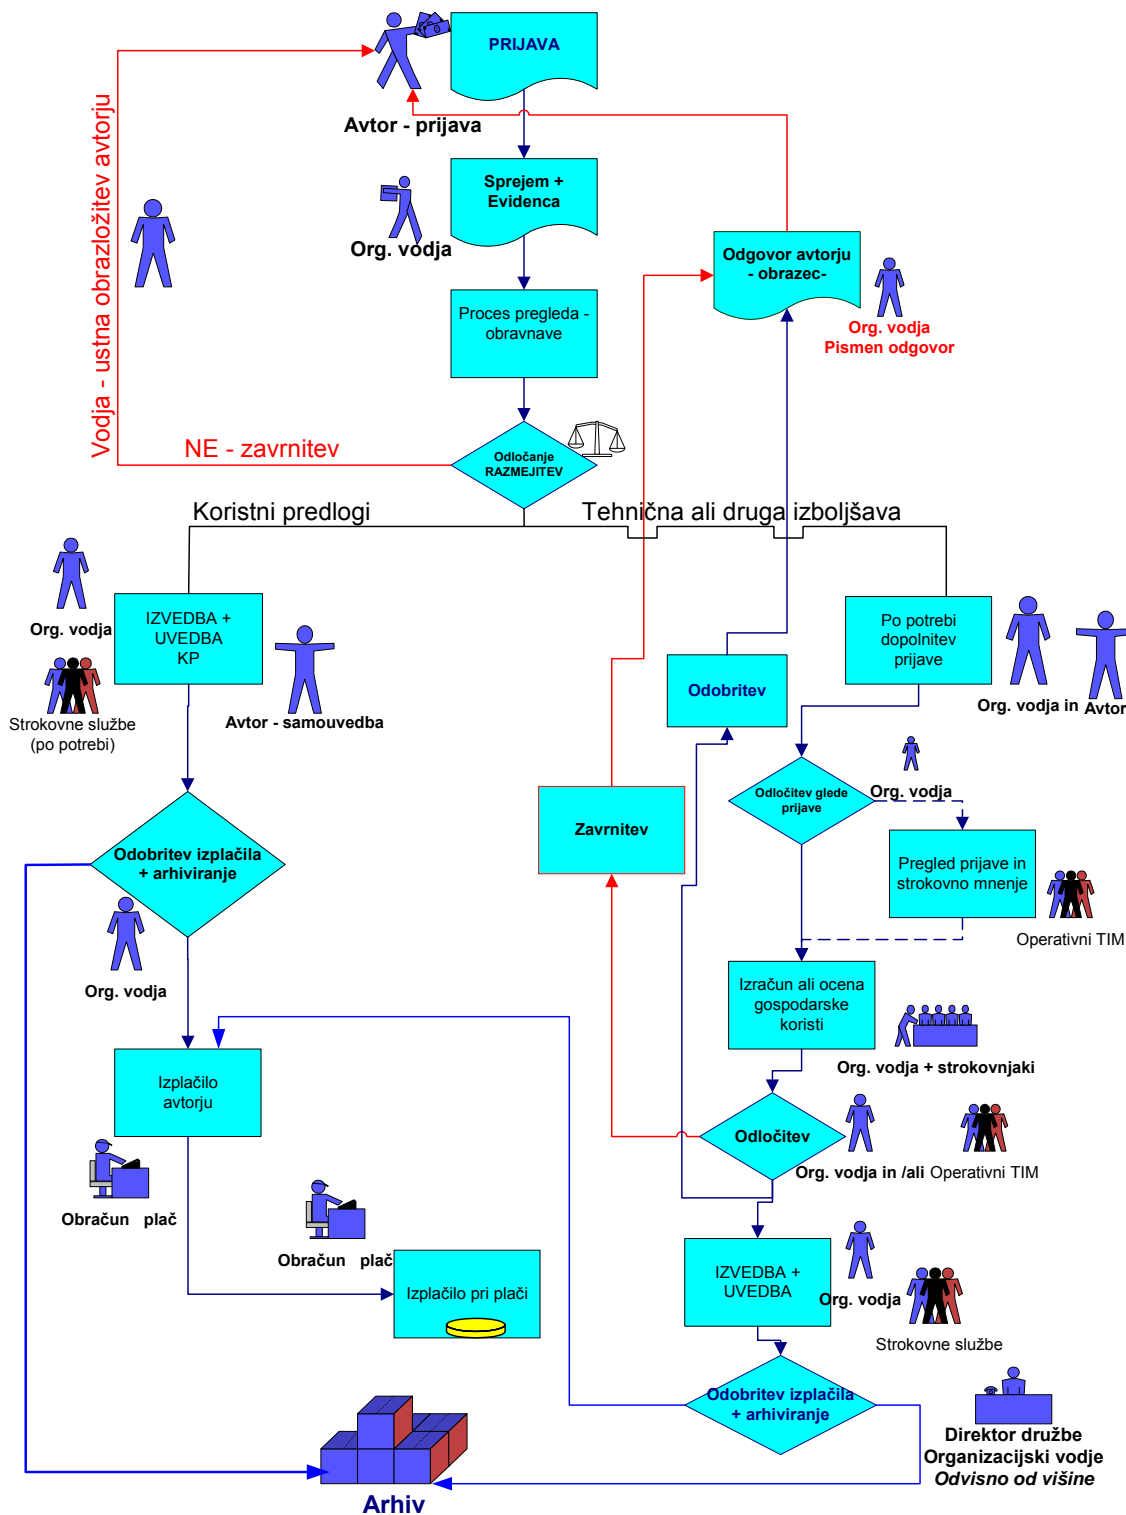 PRIJAVA
Avtor - prijava
Vodja - ustna obrazložitev avtorju
Sprejem +
Evidenca
Org. vodja
Odgovor avtorju
- obrazec-
Org. vodja
Pismen odgovor
Proces pregleda -
obravnave
NE - zavrnitev
Odločanje
RAZMEJITEV
Koristni predlogi
Tehnična ali druga izboljšava
IZVEDBA +
UVEDBA
KP
Org. vodja
Strokovne službe
(po potrebi)
Avtor - samouvedba
Po potrebi
dopolnitev
prijave
Org. vodja in
Avtor
Odobritev
Odločitev glede
prijave
Org. vodja
Zavrnitev
Pregled prijave in
strokovno mnenje
Operativni TIM
Odobritev izplačila
+ arhiviranje
Org. vodja
Izračun ali ocena
gospodarske
koristi
Org. vodja + strokovnjaki
Izplačilo
avtorju
Odločitev
Org. vodja in /ali
Operativni TIM
Obračun plač
Obračun plač
Izplačilo pri plači
IZVEDBA +
UVEDBA
Org. vodja
Strokovne službe
Odobritev izplačila
+ arhiviranje
Direktor družbe
Organizacijski vodje
Odvisno od višine
Arhiv